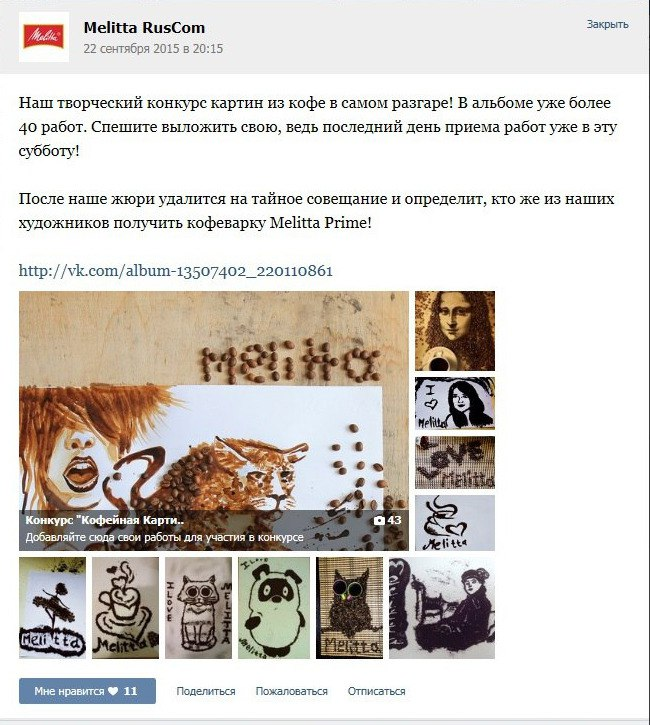 Melitta
Melitta RusCom
22 сентября 2015 в 20:15
Закрыть
Наш творческий конкурс картин из кофе в самом разгаре! В альбоме уже более
40 работ. Спешите выложить свою, ведь последний день приема работ уже в эту
субботу!
После наше жюри удалится на тайное совещание и определит, кто же из наших
художников получить кофеварку Melitta Prime!
http://vk.com/album-13507402_220110861
Melitta
Конкурс "Кофейная Карти..
43
Добавляйте сюда свои работы для участия в конкурсе
I
Melitta
LOVE
Melitta
Melitta
Melitta
Melitta
I LOVE
MELITTA
I LOVE
Melitta
Melitta
Мне нравится 11
Поделиться
Пожаловаться
Отписаться